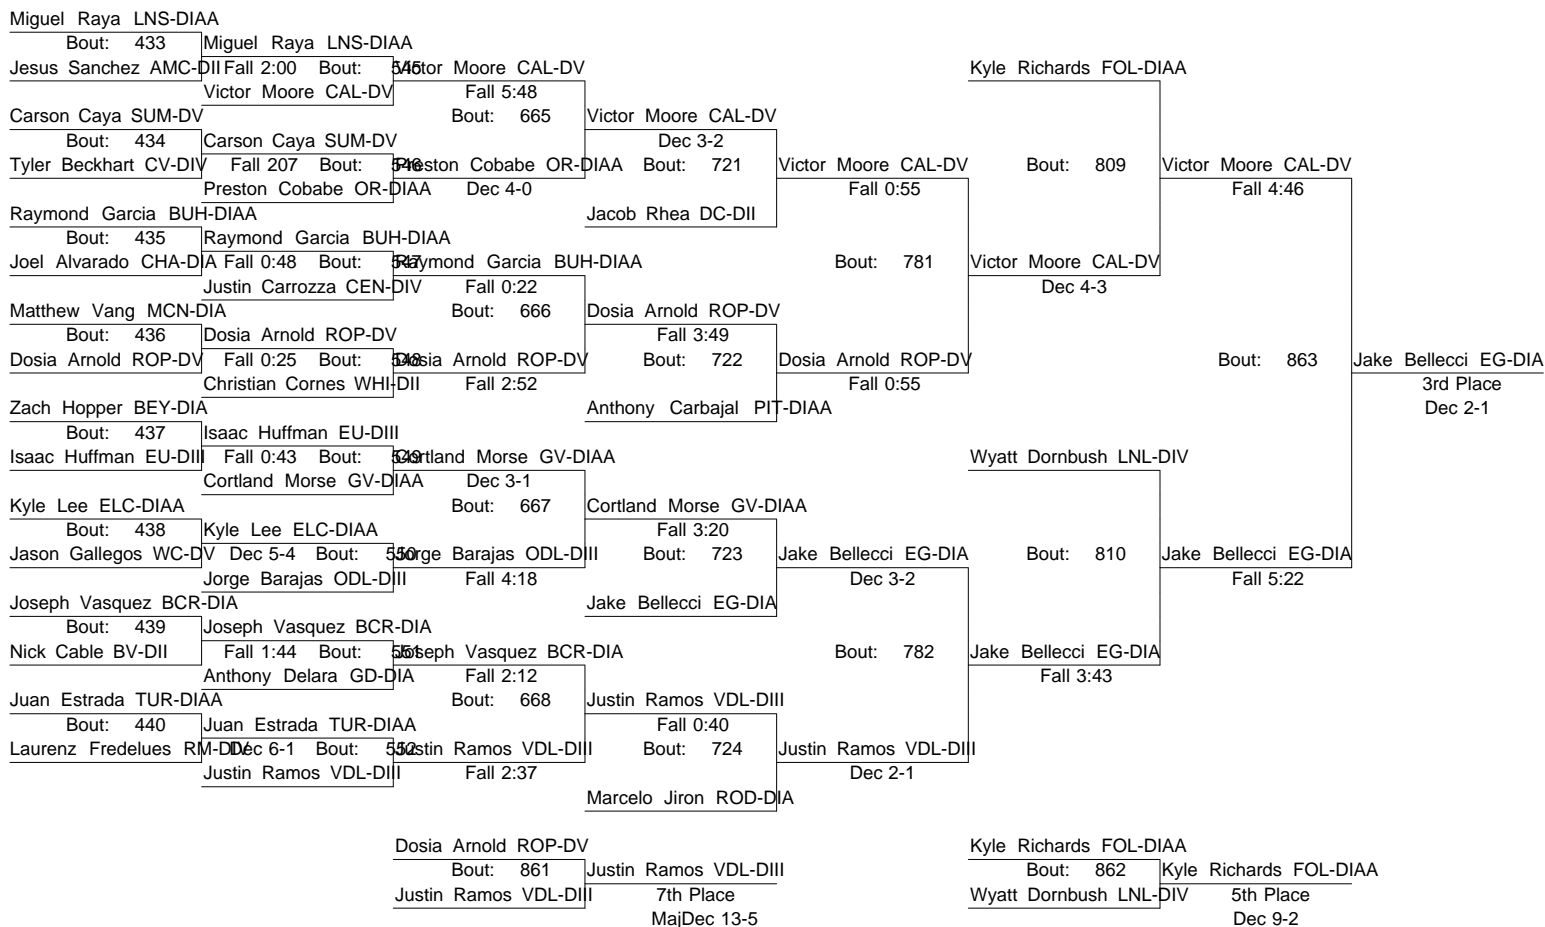 Miguel Raya LNS-DIAA
Bout: 433 Miguel Raya LNS-DIAA
Jesus Sanchez AMC-DII Fall 2:00 Bout: 545 Victor Moore CAL-DV Kyle Richards FOL-DIAA
Victor Moore CAL-DV Fall 5:48
Carson Caya SUM-DV Bout: 665 Victor Moore CAL-DV
Bout: 434 Carson Caya SUM-DV Dec 3-2
Tyler Beckhart CV-DIV Fall 207 Bout: 546 Preston Cobabe OR-DIAA Bout: 721 Victor Moore CAL-DV Bout: 809 Victor Moore CAL-DV
Preston Cobabe OR-DIAA Dec 4-0 Fall 0:55 Fall 4:46
Raymond Garcia BUH-DIAA Jacob Rhea DC-DII
Bout: 435 Raymond Garcia BUH-DIAA
Joel Alvarado CHA-DIA Fall 0:48 Bout: 547 Raymond Garcia BUH-DIAA Bout: 781 Victor Moore CAL-DV
Justin Carrozza CEN-DIV Fall 0:22 Dec 4-3
Matthew Vang MCN-DIA Bout: 666 Dosia Arnold ROP-DV
Bout: 436 Dosia Arnold ROP-DV Fall 3:49
Dosia Arnold ROP-DV Fall 0:25 Bout: 548 Dosia Arnold ROP-DV Bout: 722 Dosia Arnold ROP-DV Bout: 863 Jake Bellecci EG-DIA
Christian Cornes WHI-DII Fall 2:52 Fall 0:55 3rd Place
Zach Hopper BEY-DIA Anthony Carbajal PIT-DIAA Dec 2-1
Bout: 437 Isaac Huffman EU-DIII
Isaac Huffman EU-DIII Fall 0:43 Bout: 549 Cortland Morse GV-DIAA Wyatt Dornbush LNL-DIV
Cortland Morse GV-DIAA Dec 3-1
Kyle Lee ELC-DIAA Bout: 667 Cortland Morse GV-DIAA
Bout: 438 Kyle Lee ELC-DIAA Fall 3:20
Jason Gallegos WC-DV Dec 5-4 Bout: 550 Jorge Barajas ODL-DIII Bout: 723 Jake Bellecci EG-DIA Bout: 810 Jake Bellecci EG-DIA
Jorge Barajas ODL-DIII Fall 4:18 Dec 3-2 Fall 5:22
Joseph Vasquez BCR-DIA Jake Bellecci EG-DIA
Bout: 439 Joseph Vasquez BCR-DIA
Nick Cable BV-DII Fall 1:44 Bout: 551 Joseph Vasquez BCR-DIA Bout: 782 Jake Bellecci EG-DIA
Anthony Delara GD-DIA Fall 2:12 Fall 3:43
Juan Estrada TUR-DIAA Bout: 668 Justin Ramos VDL-DIII
Bout: 440 Juan Estrada TUR-DIAA Fall 0:40
Laurenz Fredelues RM-DIV Dec 6-1 Bout: 552 Justin Ramos VDL-DIII Bout: 724 Justin Ramos VDL-DIII
Justin Ramos VDL-DIII Fall 2:37 Dec 2-1
Marcelo Jiron ROD-DIA
Dosia Arnold ROP-DV Kyle Richards FOL-DIAA
Bout: 861 Justin Ramos VDL-DIII Bout: 862 Kyle Richards FOL-DIAA
Justin Ramos VDL-DIII 7th Place Wyatt Dornbush LNL-DIV 5th Place
MajDec 13-5 Dec 9-2